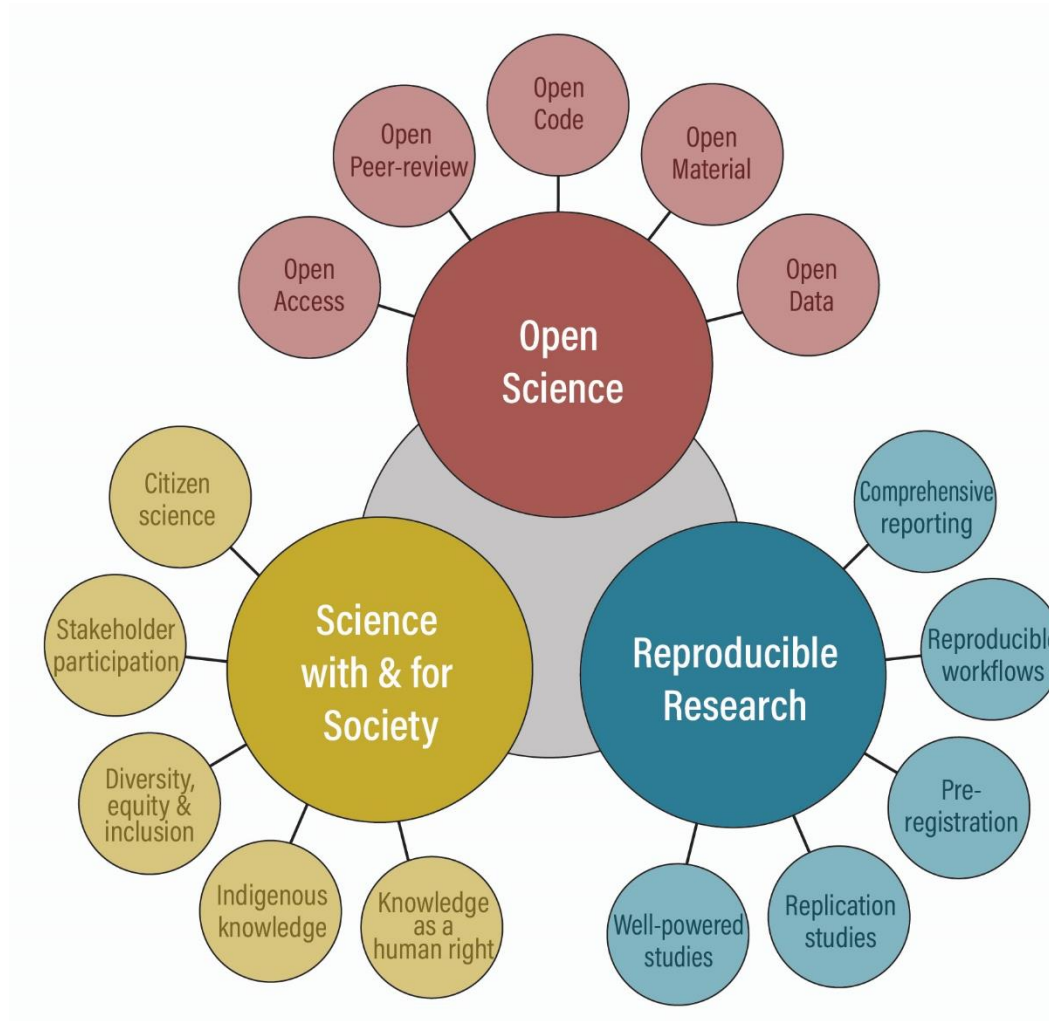 Open
Code
Open
Peer-review
Open
Material
Open
Access
Open
Data
Open
Science
Citizen
science
Stakeholder
participation
Diversity,
equity &
inclusion
Indigenous
knowledge
Knowledge
as a
human right
Science
with & for
Society
Reproducible
Research
Comprehensive
reporting
Reproducible
workflows
Pre-
registration
Replication
studies
Well-powered
studies